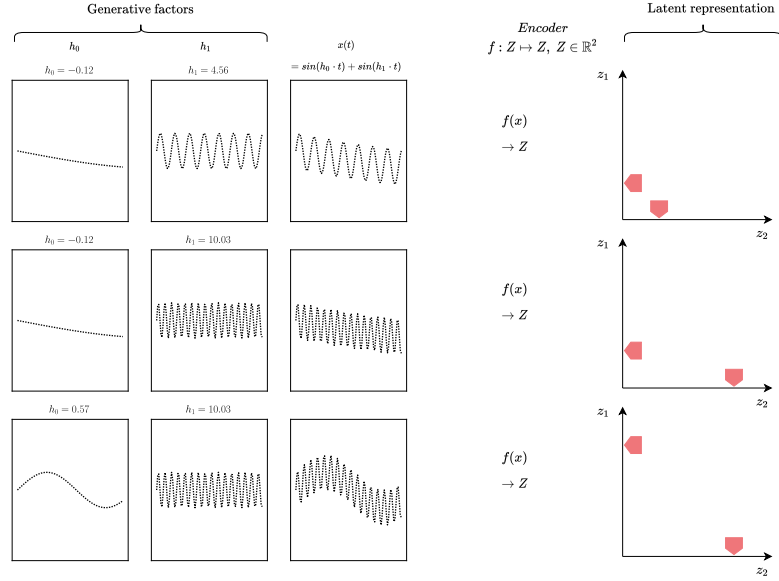 Generative factors
Latent representation
Encoder
h₀ h₁ x(t)
f : Z ↦ Z, Z ∈ ℝ²
= sin(h₀ · t) + sin(h₁ · t)
h₀ = −0.12 h₁ = 4.56
z₁
f(x)
→ Z
z₂
h₀ = −0.12 h₁ = 10.03
z₁
f(x)
→ Z
z₂
h₀ = 0.57 h₁ = 10.03
z₁
f(x)
→ Z
z₂